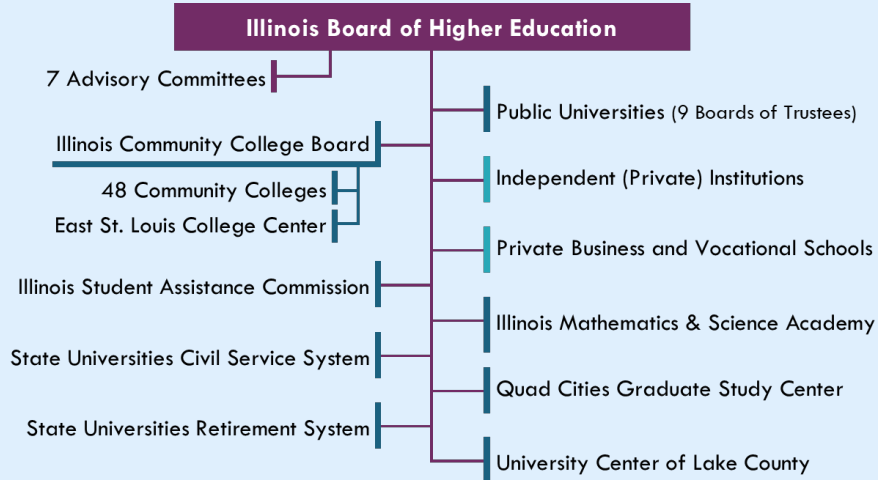 Illinois Board of Higher Education
7 Advisory Committees
Illinois Community College Board
48 Community Colleges
East St. Louis College Center
Illinois Student Assistance Commission
State Universities Civil Service System
State Universities Retirement System
Public Universities (9 Boards of Trustees)
Independent (Private) Institutions
Private Business and Vocational Schools
Illinois Mathematics & Science Academy
Quad Cities Graduate Study Center
University Center of Lake County